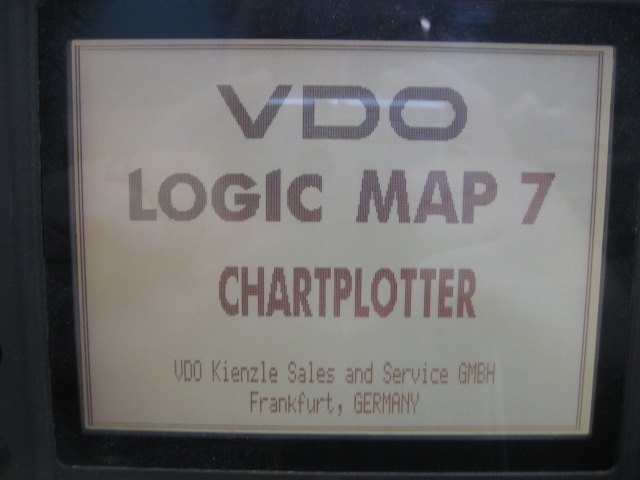 VDO
LOGIC MAP 7
CHARTPLOTTER
VDO Kienzle Sales and Service GMBH
Frankfurt, GERMANY